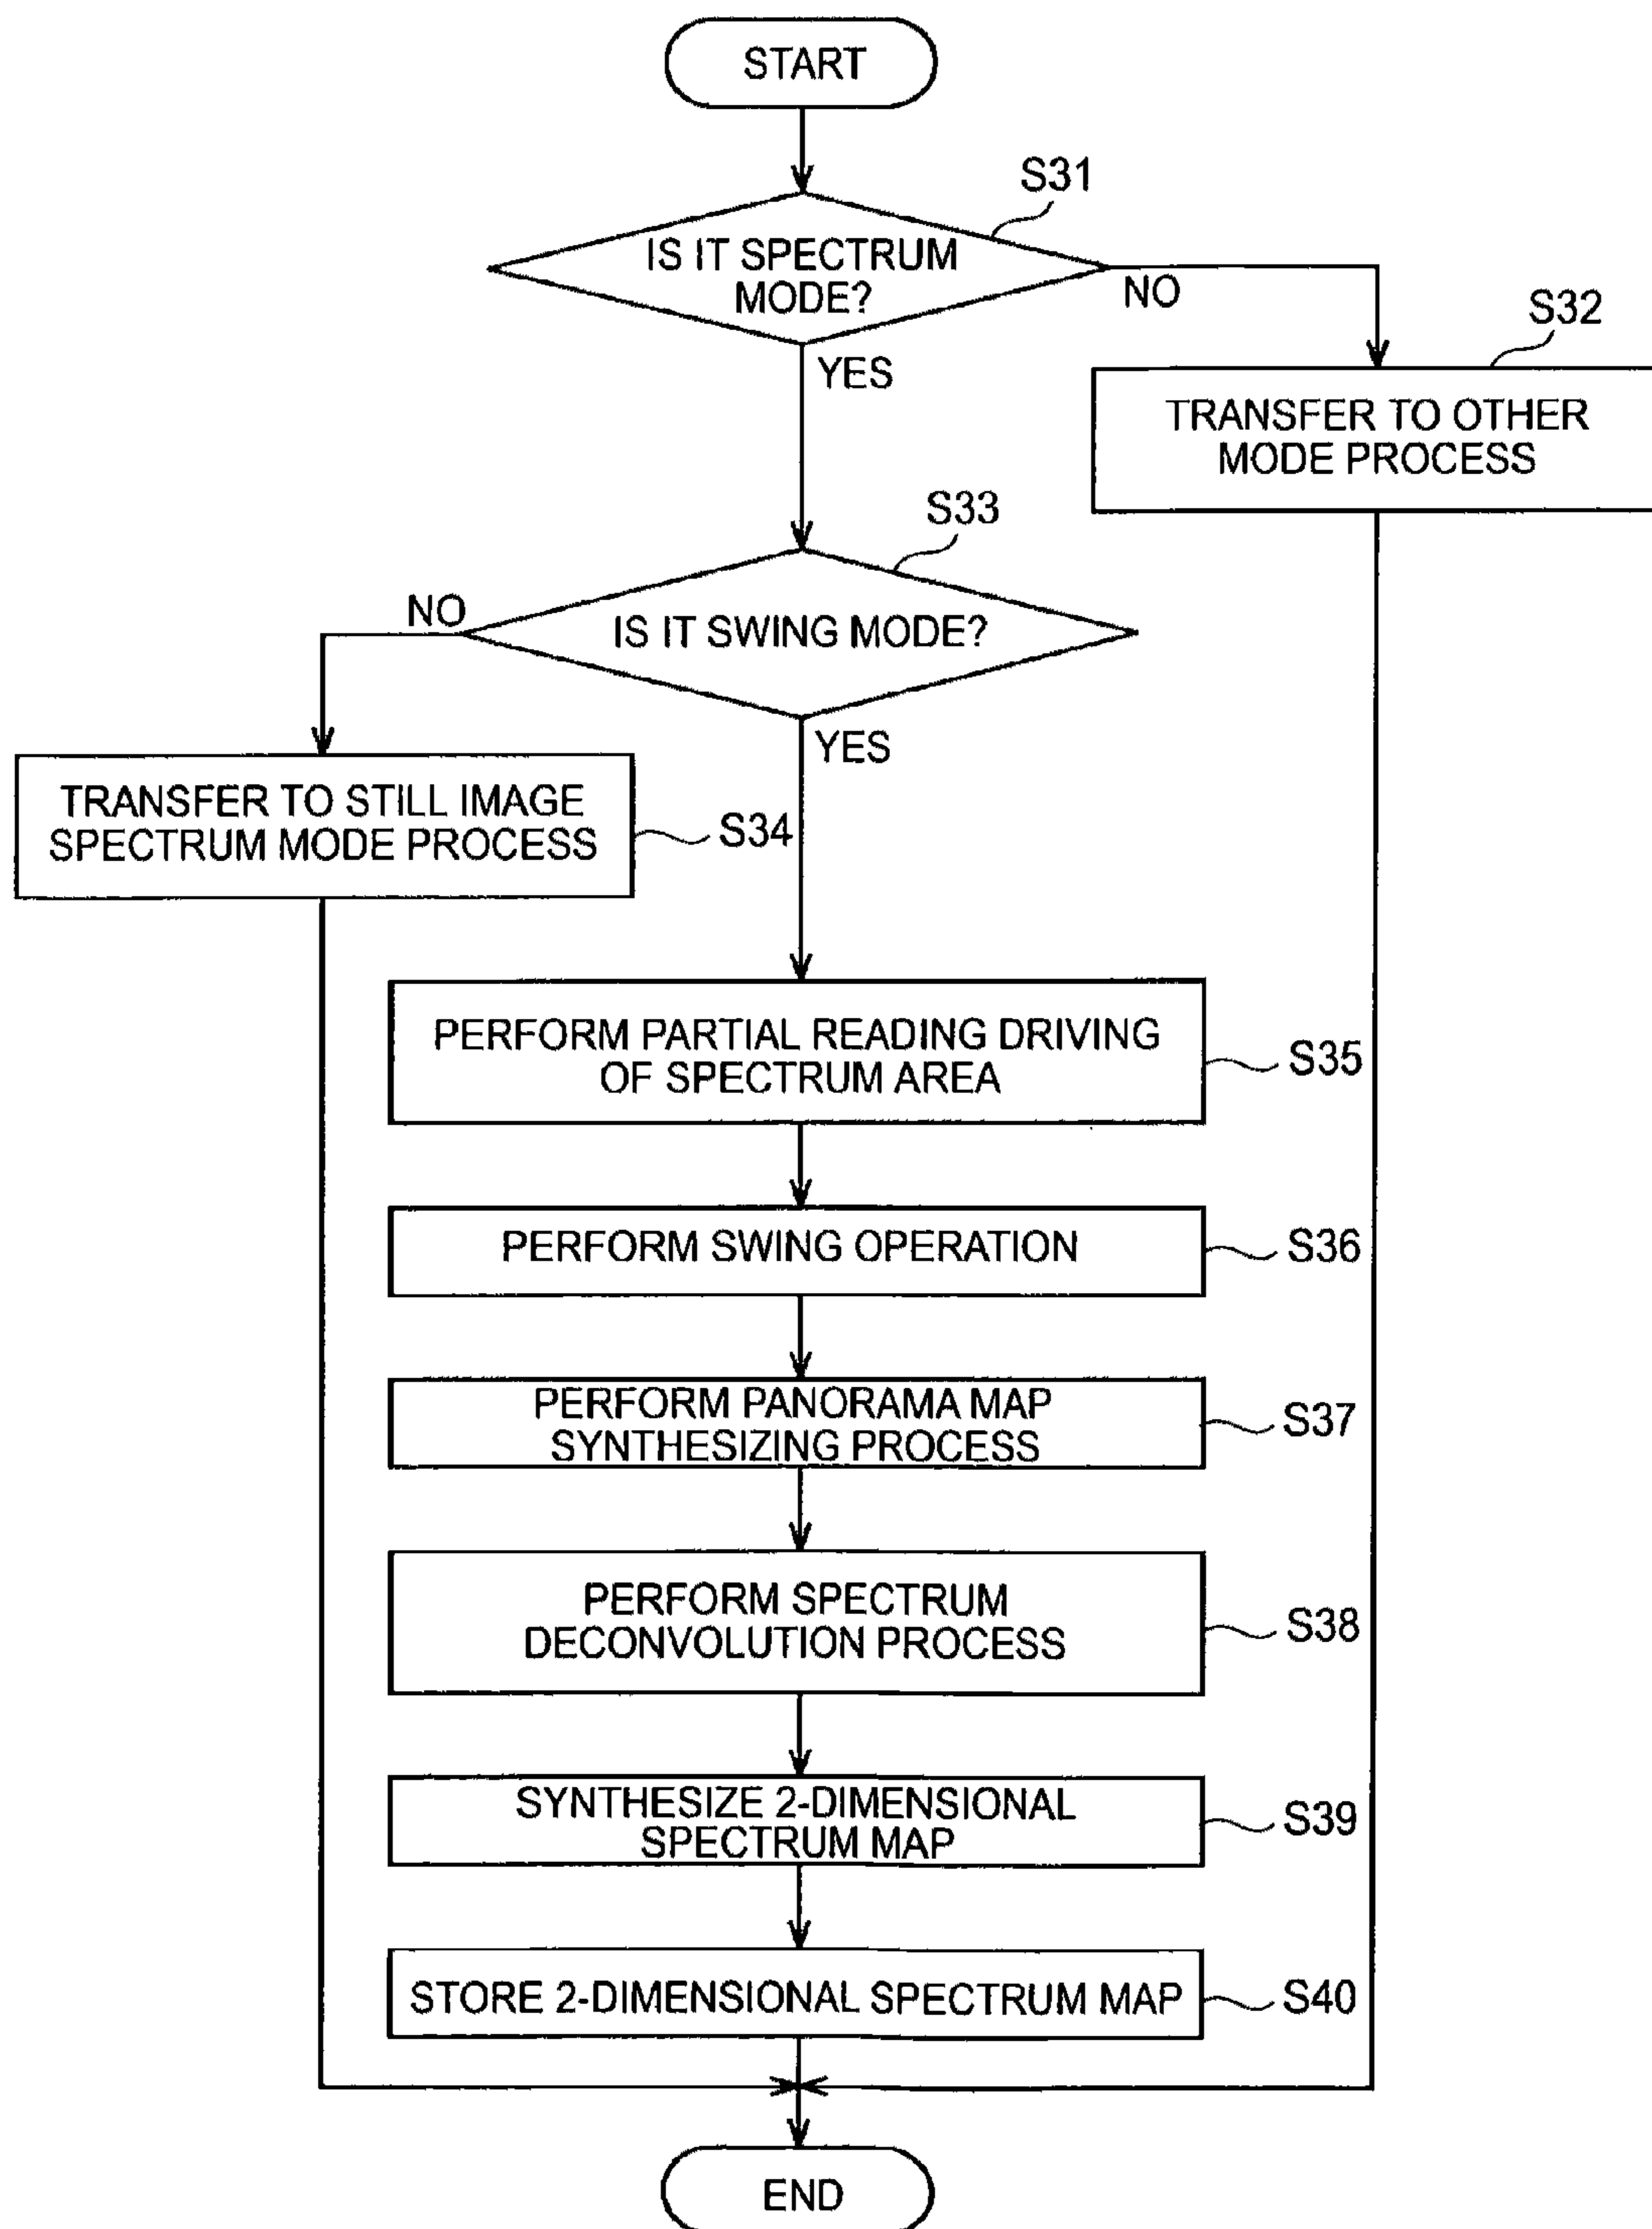 START
S31
IS IT SPECTRUM
MODE?
NO
S32
YES
TRANSFER TO OTHER
MODE PROCESS
S33
NO
IS IT SWING MODE?
YES
TRANSFER TO STILL IMAGE
SPECTRUM MODE PROCESS
S34
PERFORM PARTIAL READING DRIVING
OF SPECTRUM AREA
S35
PERFORM SWING OPERATION
S36
PERFORM PANORAMA MAP
SYNTHESIZING PROCESS
S37
PERFORM SPECTRUM
DECONVOLUTION PROCESS
S38
SYNTHESIZE 2-DIMENSIONAL
SPECTRUM MAP
S39
STORE 2-DIMENSIONAL SPECTRUM MAP
S40
END